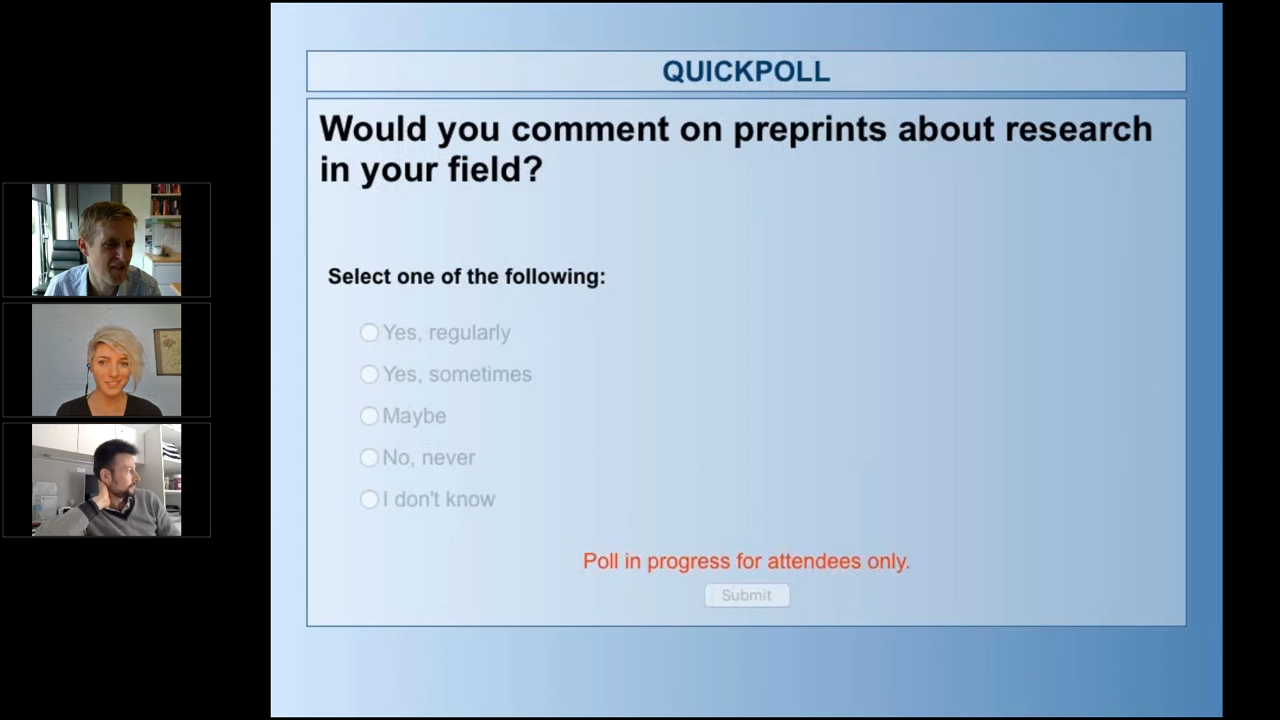 QUICKPOLL
Would you comment on preprints about research
in your field?
Select one of the following:
Yes, regularly
Yes, sometimes
Maybe
No, never
I don't know
Poll in progress for attendees only.
Submit